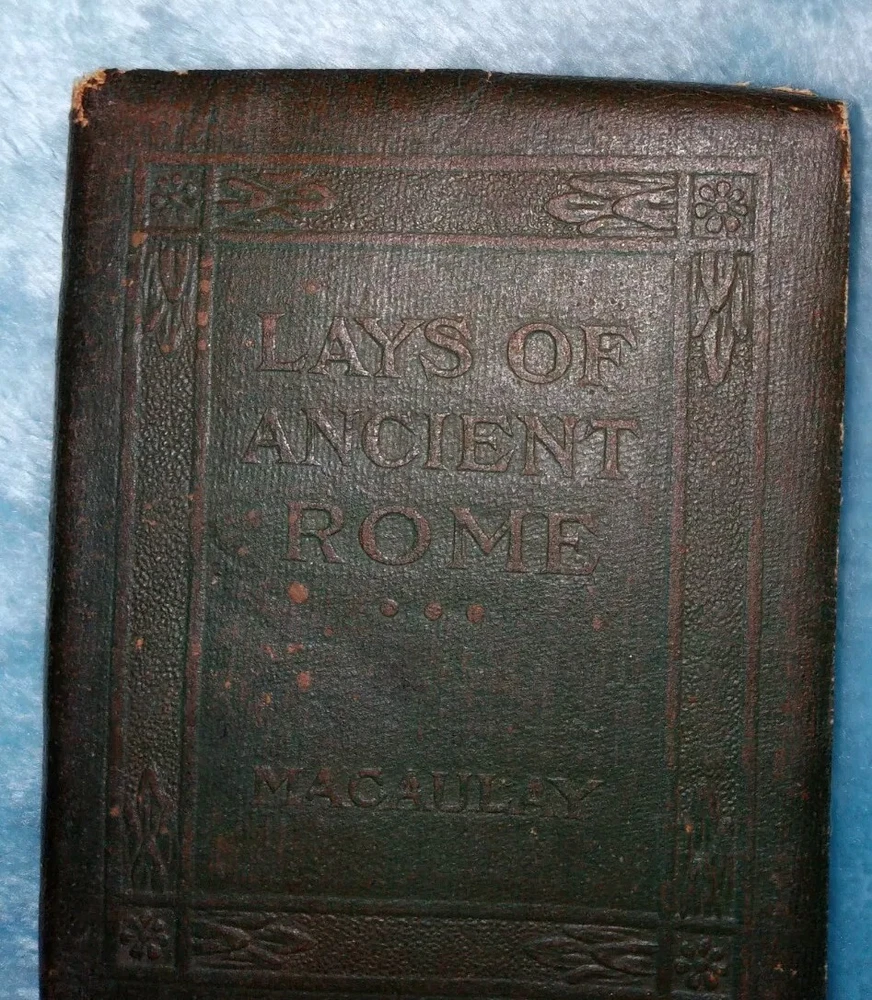 LAYS OF
ANCIENT
ROME
MACAULAY